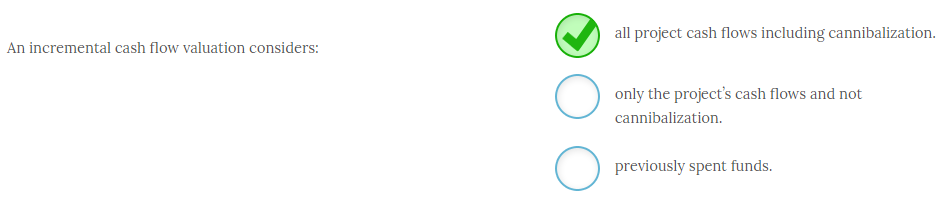 An incremental cash flow valuation considers:
all project cash flows including cannibalization.
only the project's cash flows and not
cannibalization.
previously spent funds.